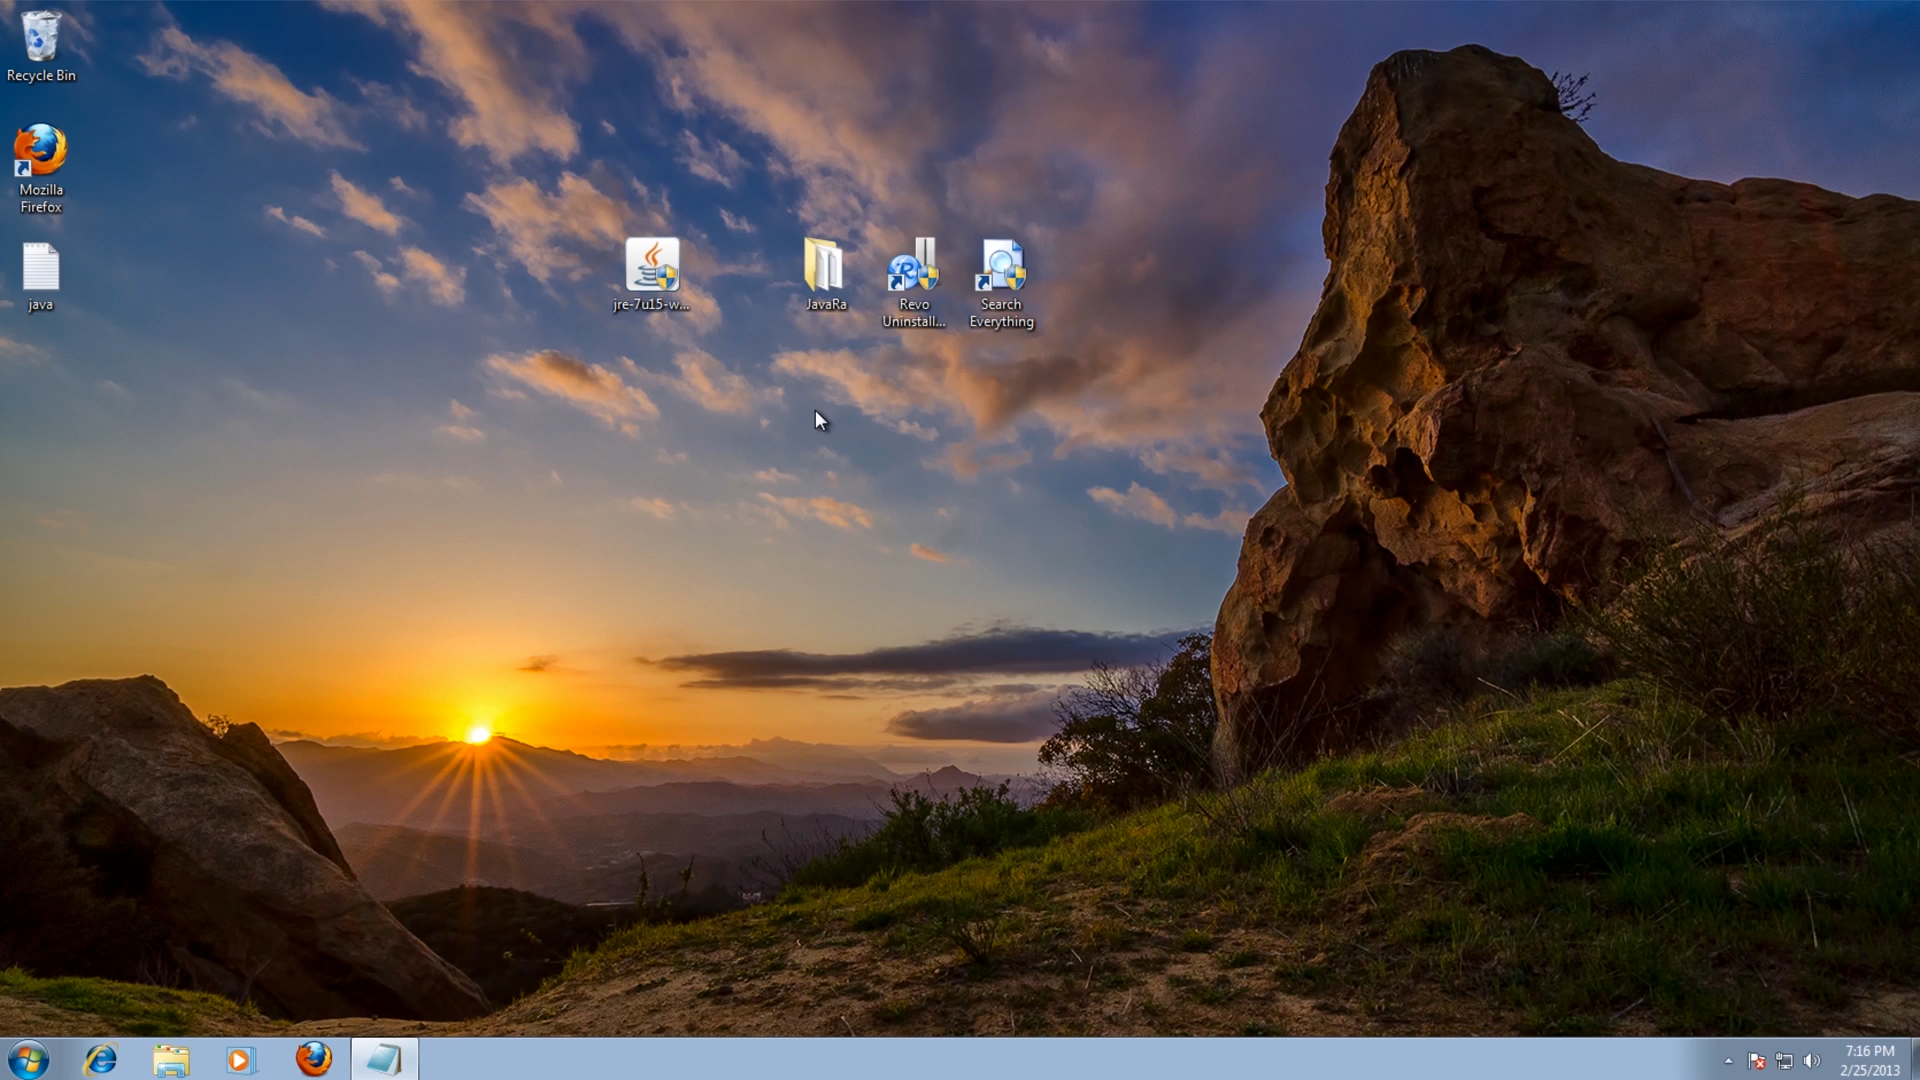 Recycle Bin
Mozilla
Firefox
java
jre-7u15-w...
JavaRa
Revo
Uninstall...
Search
Everything
7:16 PM
2/25/2013